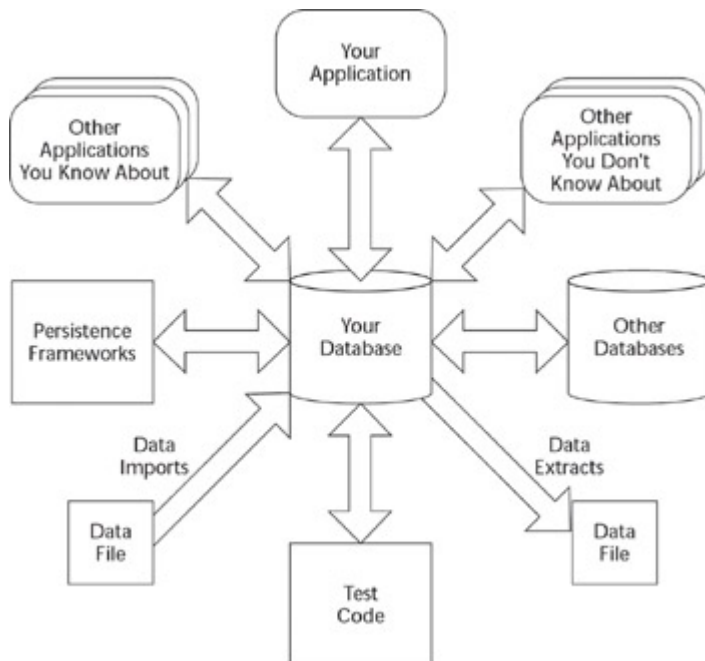 Your
Application
Other
Applications
You Know About
Other
Applications
You Don't
Know About
Persistence
Frameworks
Your
Database
Other
Databases
Data
Imports
Data
Extracts
Data
File
Test
Code
Data
File